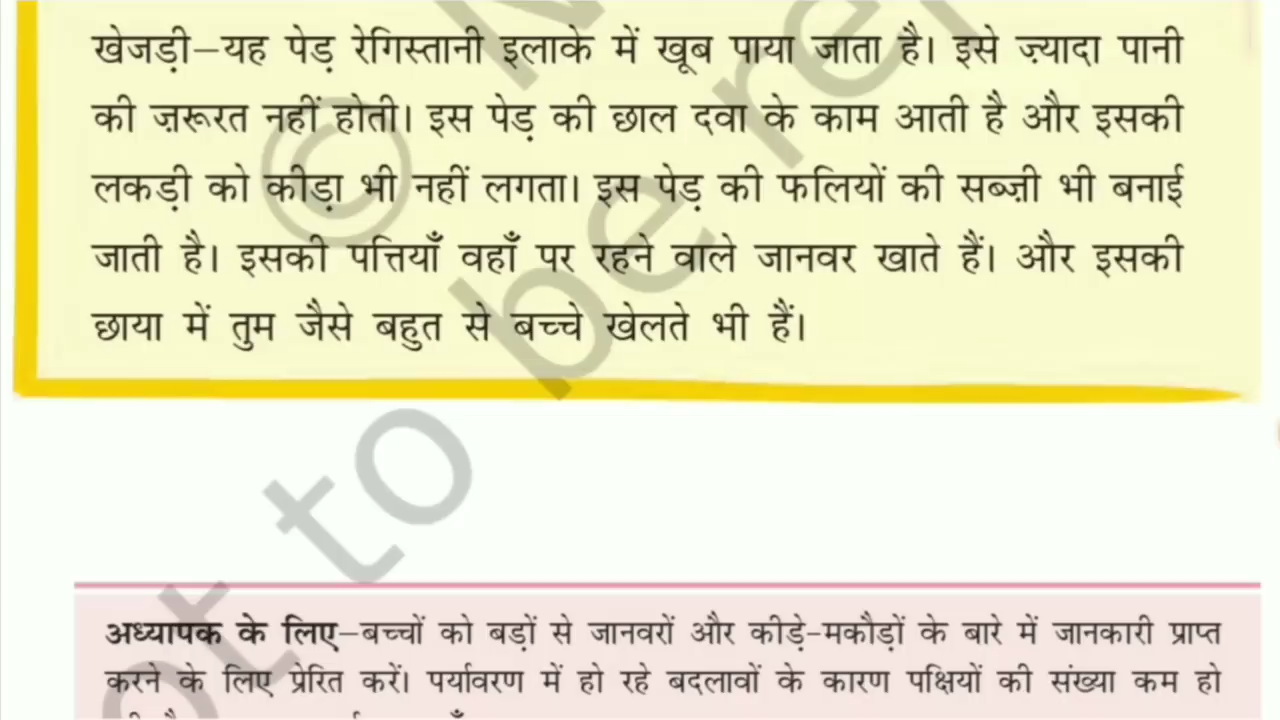 खेजड़ी–यह पेड़ रेगिस्तानी इलाके में खूब पाया जाता है। इसे ज़्यादा पानी
की ज़रूरत नहीं होती। इस पेड़ की छाल दवा के काम आती है और इसकी
लकड़ी को कीड़ा भी नहीं लगता। इस पेड़ की फलियों की सब्ज़ी भी बनाई
जाती है। इसकी पत्तियाँ वहाँ पर रहने वाले जानवर खाते हैं। और इसकी
छाया में तुम जैसे बहुत से बच्चे खेलते भी हैं।
अध्यापक के लिए–बच्चों को बड़ों से जानवरों और कीड़े-मकौड़ों के बारे में जानकारी प्राप्त
करने के लिए प्रेरित करें। पर्यावरण में हो रहे बदलावों के कारण पक्षियों की संख्या कम हो
©
to be